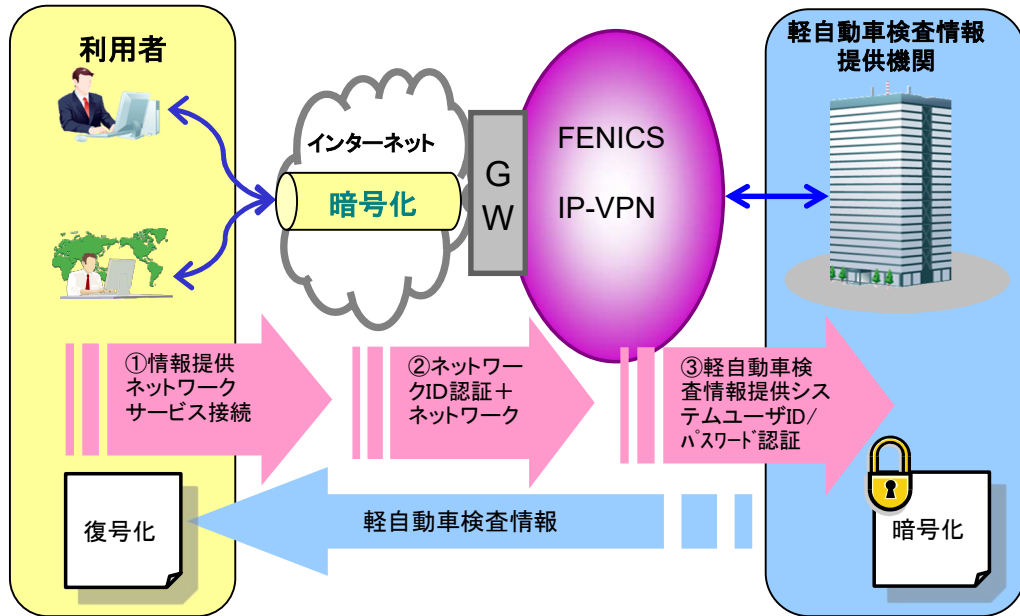 利用者
軽自動車検査情報
提供機関
インターネット
暗号化
G
W
FENICS
IP-VPN
①情報提供
ネットワーク
サービス接続
②ネットワー
クID認証＋
ネットワーク
③軽自動車検
査情報提供シス
テムユーザID/
ﾊﾟｽﾜｰﾄﾞ認証
復号化
軽自動車検査情報
暗号化